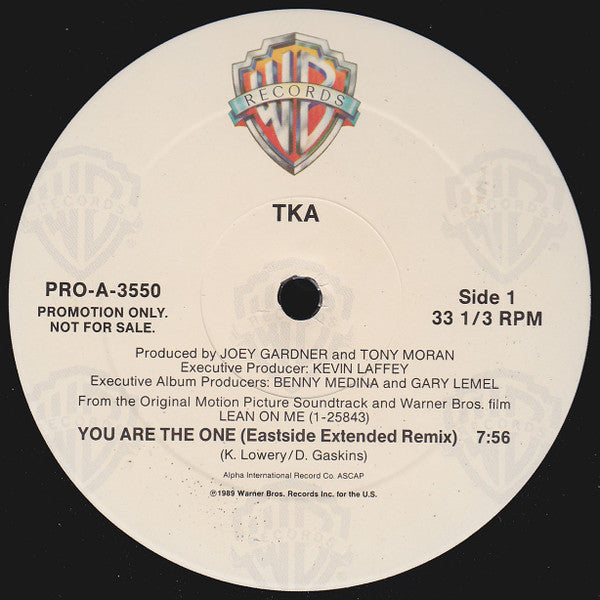 WB
RECORDS
TKA
PRO-A-3550
PROMOTION ONLY.
NOT FOR SALE.
Side 1
33 1/3 RPM
Produced by JOEY GARDNER and TONY MORAN
Executive Producer: KEVIN LAFFEY
Executive Album Producers: BENNY MEDINA and GARY LEMEL
From the Original Motion Picture Soundtrack and Warner Bros. film
LEAN ON ME (1-25843)
YOU ARE THE ONE (Eastside Extended Remix) 7:56
(K. Lowery/D. Gaskins)
Alpha International Record Co. ASCAP
℗1989 Warner Bros. Records Inc. for the U.S.